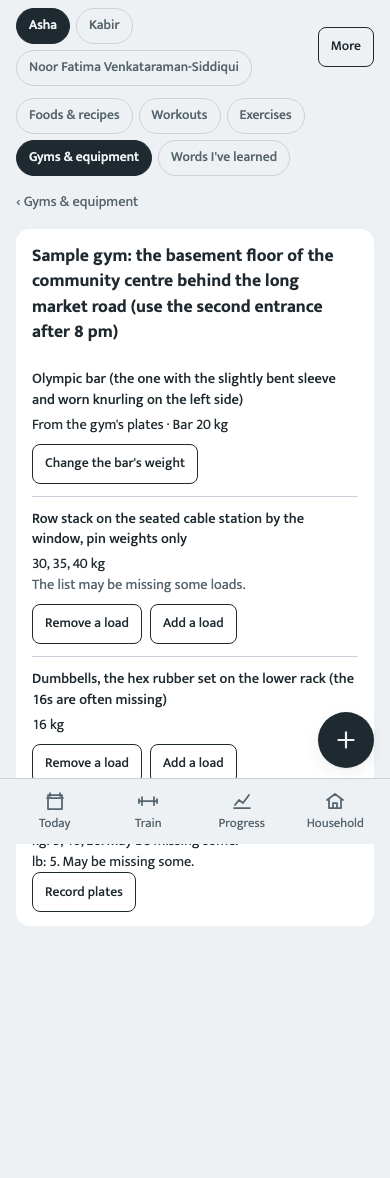 Asha
Kabir
More
Noor Fatima Venkataraman-Siddiqui
Foods & recipes
Workouts
Exercises
Gyms & equipment
Words I've learned
‹ Gyms & equipment
Sample gym: the basement floor of the
community centre behind the long
market road (use the second entrance
after 8 pm)
Olympic bar (the one with the slightly bent sleeve
and worn knurling on the left side)
From the gym's plates · Bar 20 kg
Change the bar's weight
Row stack on the seated cable station by the
window, pin weights only
30, 35, 40 kg
The list may be missing some loads.
Remove a load
Add a load
Dumbbells, the hex rubber set on the lower rack (the
16s are often missing)
16 kg
Remove a load
Add a load
Today
Train
Progress
Household
lb: 5. May be missing some.
Record plates